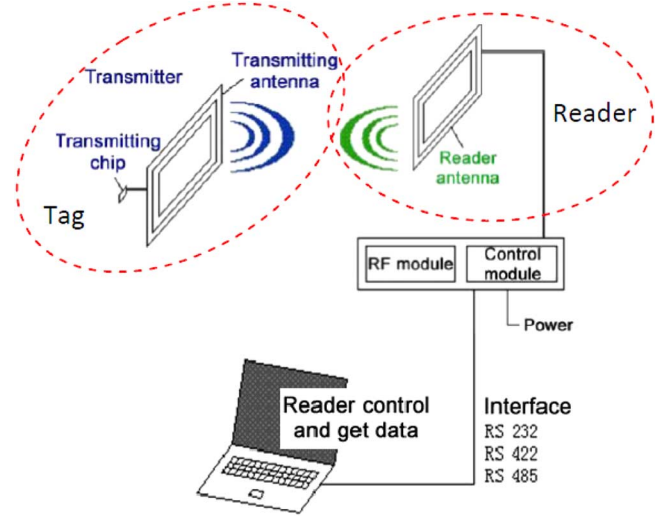 Transmitting
antenna
Transmitter
Transmitting
chip
Tag
Reader
Reader
antenna
RF module
Control
module
Power
Reader control
and get data
Interface
RS 232
RS 422
RS 485